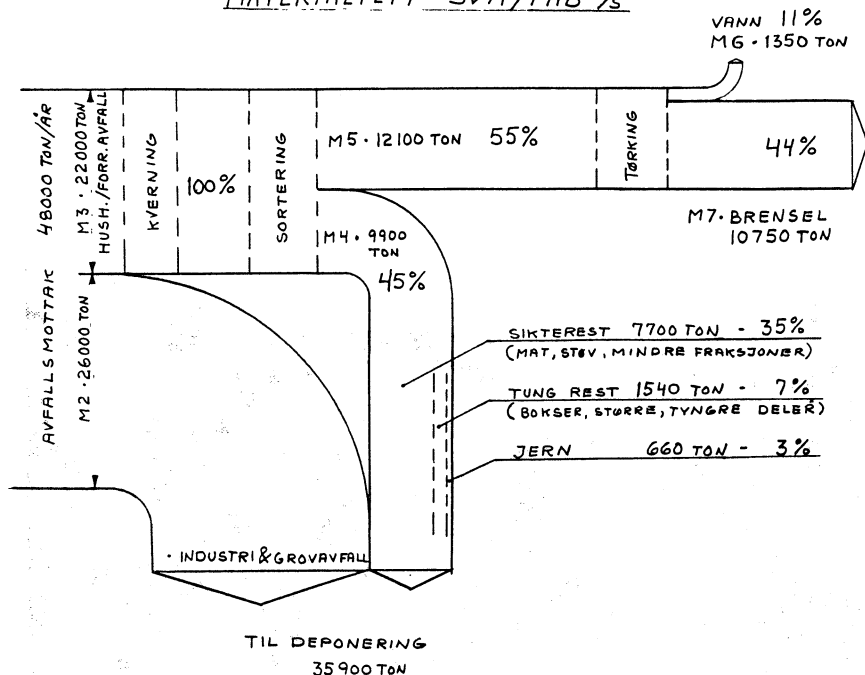 VANN 11%
M6 · 1350 TON
AVFALLSMOTTAK 48000 TON/ÅR
M3 · 22000 TON
HUSH./FORR. AVFALL
KVERNING
100%
SORTERING
M5 · 12100 TON 55%
TØRKING
44%
M7 · BRENSEL
10750 TON
M4 · 9900
TON
45%
M2 · 26000 TON
SIKTEREST 7700 TON - 35%
(MAT, STØV, MINDRE FRAKSJONER)
TUNG REST 1540 TON - 7%
(BOKSER, STØRRE, TYNGRE DELER)
JERN 660 TON - 3%
· INDUSTRI & GROVAVFALL
TIL DEPONERING
35900 TON